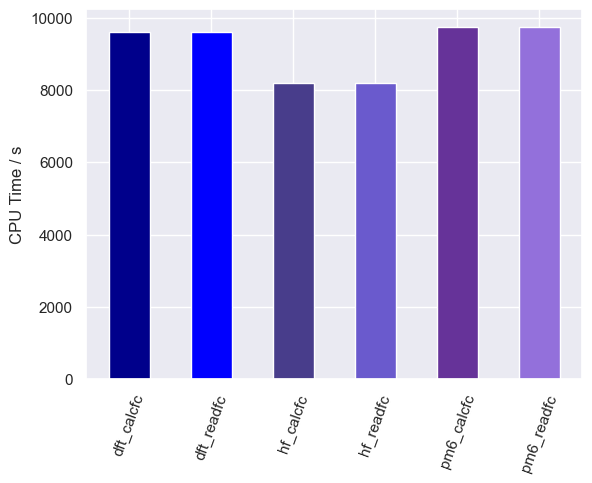 10000
8000
6000
4000
2000
0
CPU Time / s
dft_calcfc
dft_readfc
hf_calcfc
hf_readfc
pm6_calcfc
pm6_readfc